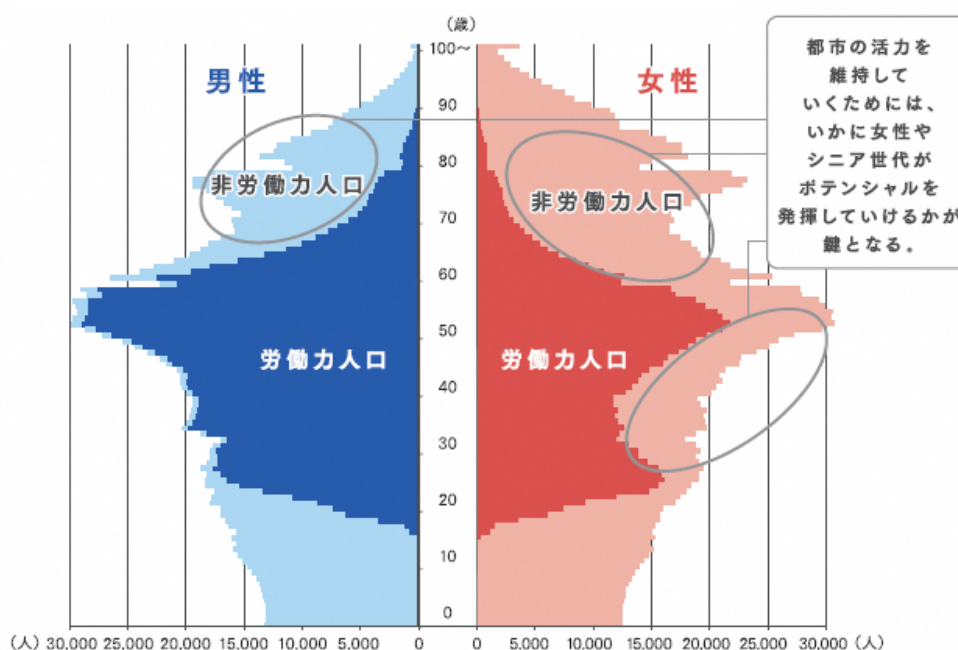 (歳)
男性
女性
都市の活力を
維持して
いくためには、
いかに女性や
シニア世代が
ポテンシャルを
発揮していけるかが
鍵となる。
非労働力人口
非労働力人口
労働力人口
労働力人口
100〜
90
80
70
60
50
40
30
20
10
0
(人) 30,000 25,000 20,000 15,000 10,000 5,000 0
0 5,000 10,000 15,000 20,000 25,000 30,000 (人)